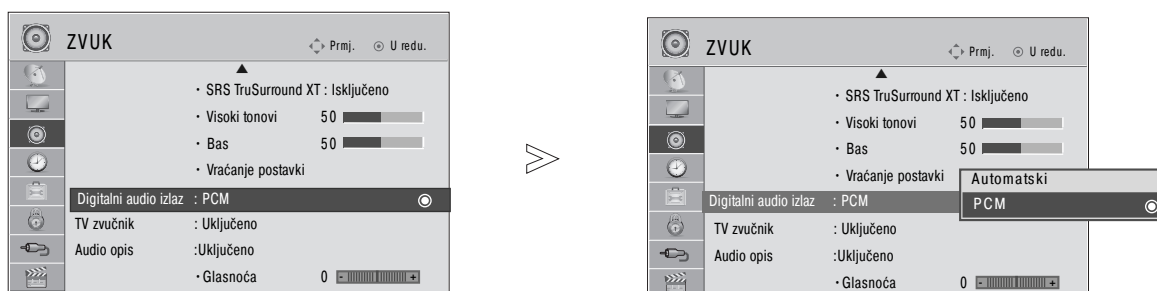 ZVUK Prmj. U redu.
• SRS TruSurround XT : Isključeno
• Visoki tonovi 50
• Bas 50
• Vraćanje postavki
Digitalni audio izlaz : PCM
TV zvučnik : Uključeno
Audio opis :Uključeno
•Glasnoća 0 - +
ZVUK Prmj. U redu.
• SRS TruSurround XT : Isključeno
• Visoki tonovi 50
• Bas 50
• Vraćanje postavki
Automatski
Digitalni audio izlaz : PCM
PCM
TV zvučnik : Uključeno
Audio opis :Uključeno
•Glasnoća 0 - +